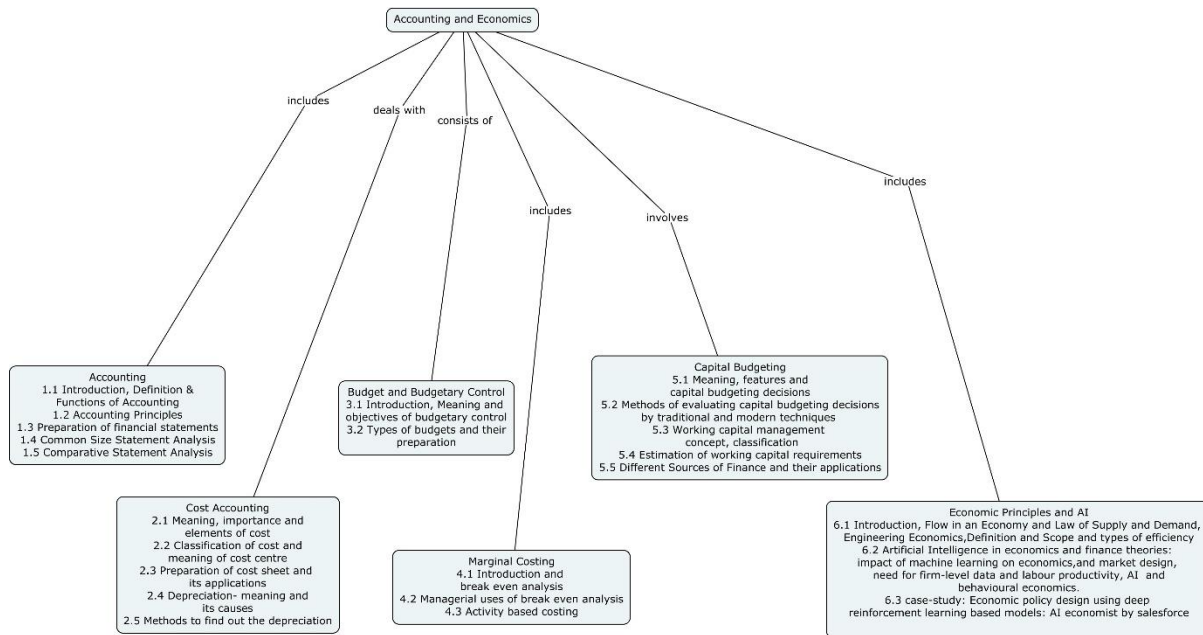 Accounting and Economics
includes
deals with
consists of
includes
involves
includes
Accounting
1.1 Introduction, Definition &
Functions of Accounting
1.2 Accounting Principles
1.3 Preparation of financial statements
1.4 Common Size Statement Analysis
1.5 Comparative Statement Analysis
Cost Accounting
2.1 Meaning, importance and
elements of cost
2.2 Classification of cost and
meaning of cost centre
2.3 Preparation of cost sheet and
its applications
2.4 Depreciation- meaning and
its causes
2.5 Methods to find out the depreciation
Budget and Budgetary Control
3.1 Introduction, Meaning and
objectives of budgetary control
3.2 Types of budgets and their
preparation
Marginal Costing
4.1 Introduction and
break even analysis
4.2 Managerial uses of break even analysis
4.3 Activity based costing
Capital Budgeting
5.1 Meaning, features and
capital budgeting decisions
5.2 Methods of evaluating capital budgeting decisions
by traditional and modern techniques
5.3 Working capital management
concept, classification
5.4 Estimation of working capital requirements
5.5 Different Sources of Finance and their applications
Economic Principles and AI
6.1 Introduction, Flow in an Economy and Law of Supply and Demand,
Engineering Economics,Definition and Scope and types of efficiency
6.2 Artificial Intelligence in economics and finance theories:
impact of machine learning on economics,and market design,
need for firm-level data and labour productivity, AI and
behavioural economics.
6.3 case-study: Economic policy design using deep
reinforcement learning based models: AI economist by salesforce